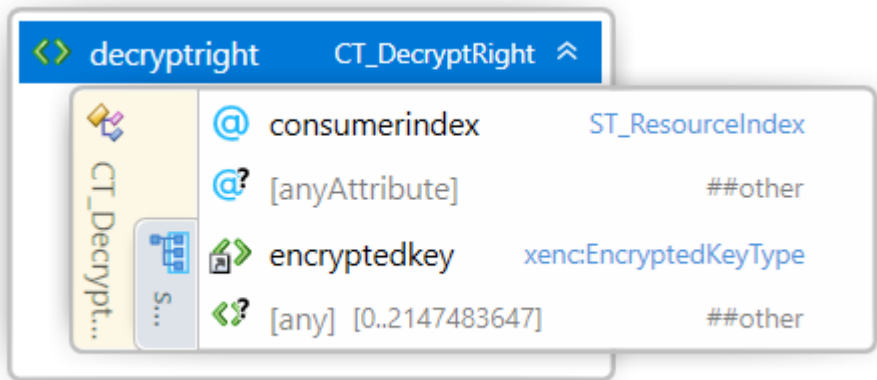 decryptright CT_DecryptRight
CT_Decrypt...
@ consumerindex ST_ResourceIndex
@? [anyAttribute] ##other
s...
encryptedkey xenc:EncryptedKeyType
? [any] [0..2147483647] ##other